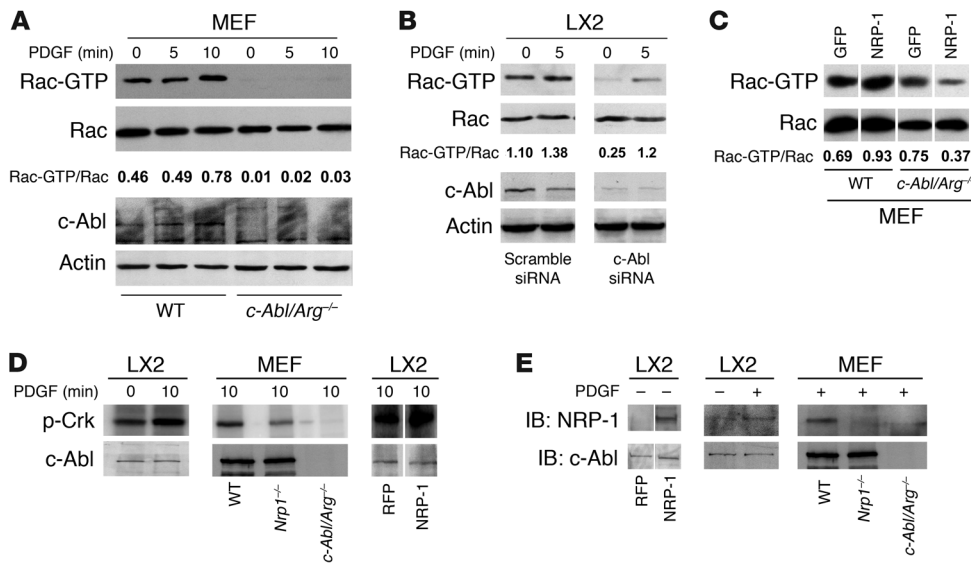 A
MEF
PDGF (min) 0 5 10 0 5 10
Rac-GTP
Rac
Rac-GTP/Rac 0.46 0.49 0.78 0.01 0.02 0.03
c-Abl
Actin
WT c-Abl/Arg–/–
B
LX2
PDGF (min) 0 5 0 5
Rac-GTP
Rac
Rac-GTP/Rac 1.10 1.38 0.25 1.2
c-Abl
Actin
Scramble siRNA c-Abl siRNA
C
GFP NRP-1 GFP NRP-1
Rac-GTP
Rac
Rac-GTP/Rac 0.69 0.93 0.75 0.37
WT c-Abl/Arg–/
MEF
D
LX2 MEF LX2
PDGF (min) 0 10 10 10 10 10 10
p-Crk
c-Abl
WT Nrp1–/– c-Abl/Arg–/– RFP NRP-1
E
LX2 LX2 MEF
PDGF – – – + + + +
IB: NRP-1
IB: c-Abl
RFP NRP-1 WT Nrp1–/– c-Abl/Arg–/–